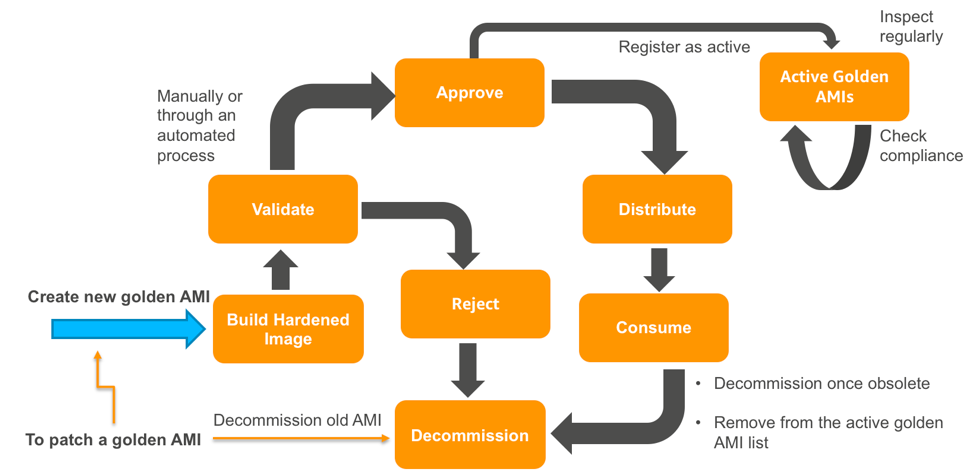 Inspect
regularly
Register as active
Active Golden
AMIs
Approve
Manually or
through an
automated
process
Check
compliance
Validate
Distribute
Create new golden AMI
Build Hardened
Image
Reject
Consume
• Decommission once obsolete
• Remove from the active golden
AMI list
Decommission old AMI
To patch a golden AMI
Decommission